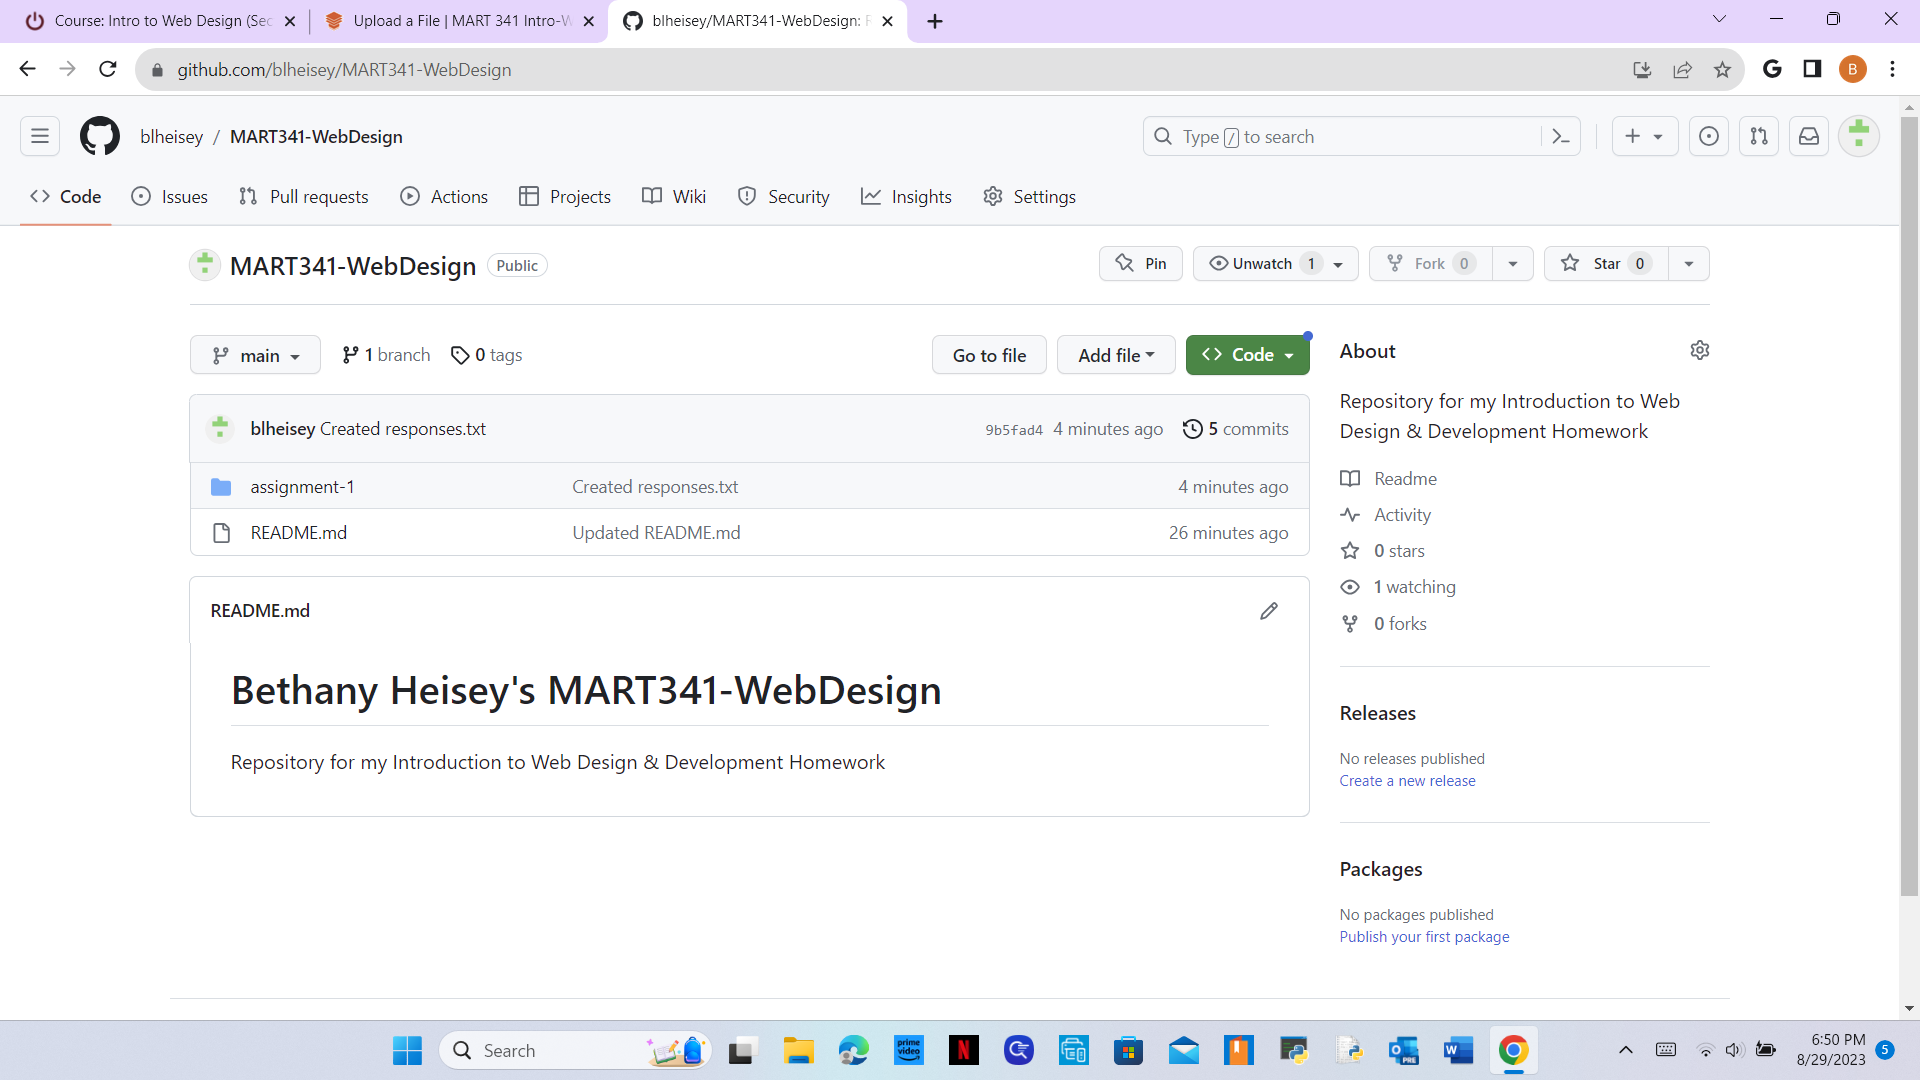 Course: Intro to Web Design (Sec
Upload a File | MART 341 Intro-W
blheisey/MART341-WebDesign: R
github.com/blheisey/MART341-WebDesign
B
blheisey / MART341-WebDesign
Type / to search
Code
Issues
Pull requests
Actions
Projects
Wiki
Security
Insights
Settings
MART341-WebDesign
Public
Pin
Unwatch 1
Fork 0
Star 0
main
1 branch
0 tags
Go to file
Add file
Code
blheisey Created responses.txt
9b5fad4 4 minutes ago
5 commits
assignment-1
Created responses.txt
4 minutes ago
README.md
Updated README.md
26 minutes ago
README.md
Bethany Heisey's MART341-WebDesign
Repository for my Introduction to Web Design & Development Homework
About
Repository for my Introduction to Web
Design & Development Homework
Readme
Activity
0 stars
1 watching
0 forks
Releases
No releases published
Create a new release
Packages
No packages published
Publish your first package
Search
prime
video
N
PRE
W
6:50 PM
8/29/2023
5